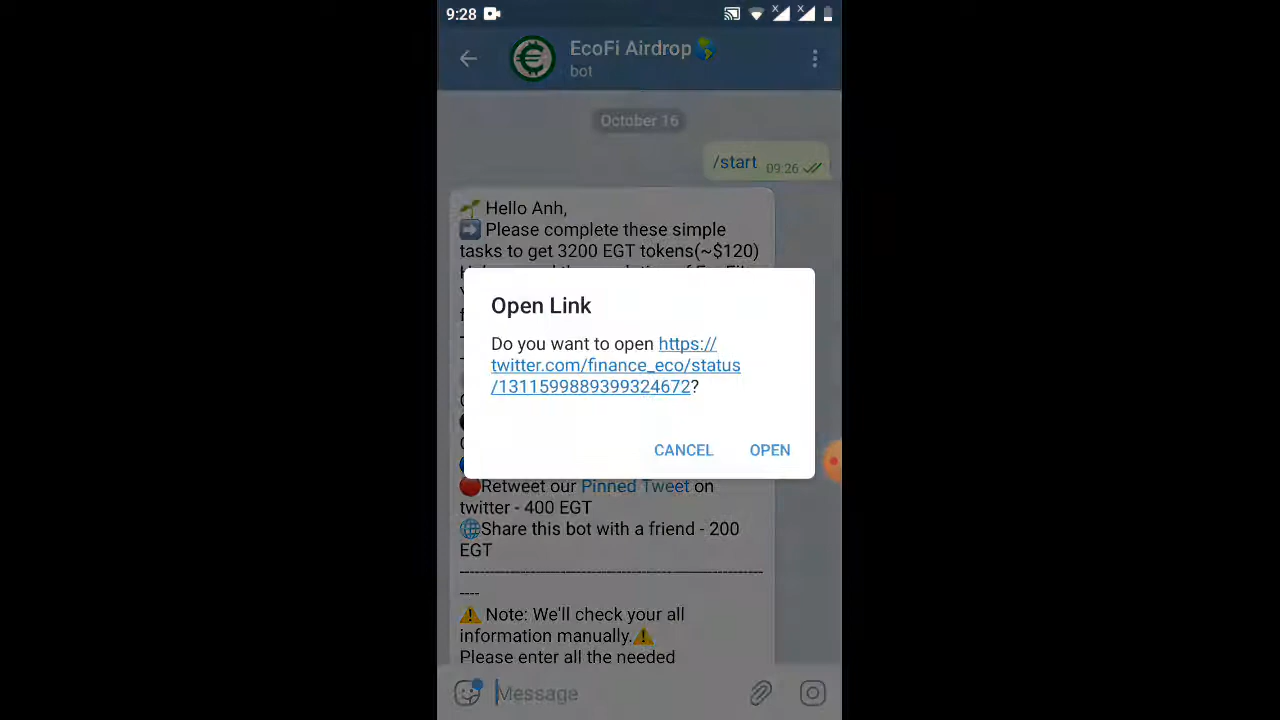 9:28
EcoFi Airdrop
bot
October 16
/start 09:26
Hello Anh,
Please complete these simple
tasks to get 3200 EGT tokens(~$120)
Open Link
Do you want to open https://
twitter.com/finance_eco/status
/1311599889399324672?
CANCEL OPEN
Retweet our Pinned Tweet on
twitter - 400 EGT
Share this bot with a friend - 200
EGT
----------------------------------------------------------
----
Note: We'll check your all
information manually.
Please enter all the needed
Message